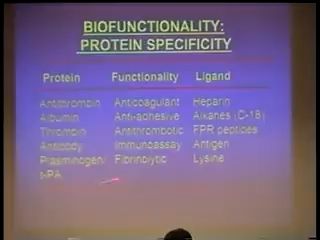 BIOFUNCTIONALITY:
PROTEIN SPECIFICITY
Protein Functionality Ligand
Antithrombin Anticoagulant Heparin
Albumin Anti-adhesive Alkanes (C-18)
Thrombin Antithrombotic FPR peptides
Antibody Immunoassay Antigen
Plasminogen/ Fibrinolytic Lysine
t-PA